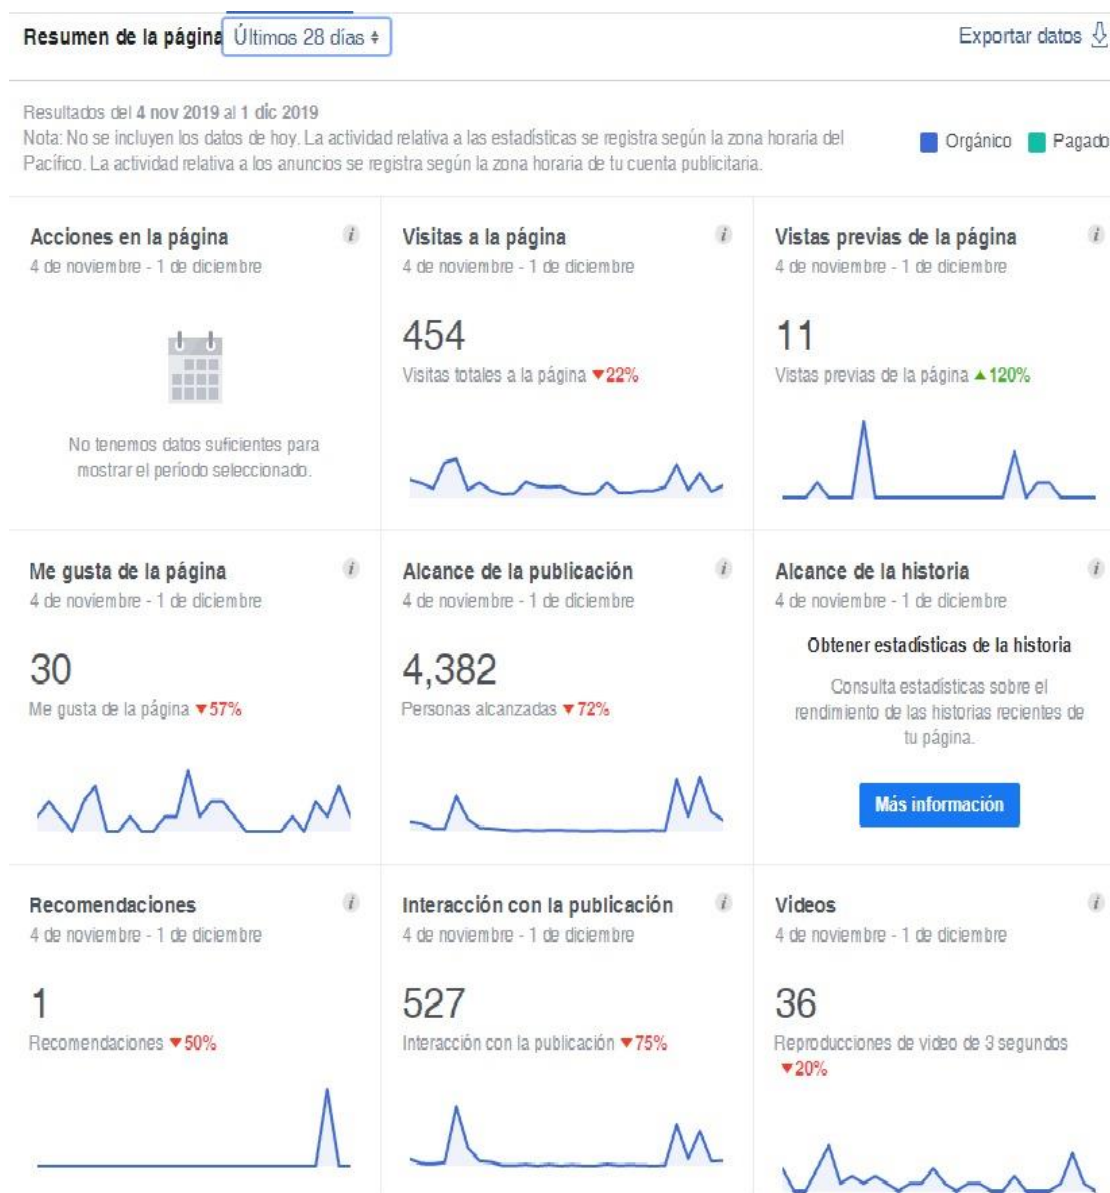 Resumen de la página Últimos 28 días
Exportar datos
Resultados del 4 nov 2019 al 1 dic 2019
Nota: No se incluyen los datos de hoy. La actividad relativa a las estadísticas se registra según la zona horaria del
Pacífico. La actividad relativa a los anuncios se registra según la zona horaria de tu cuenta publicitaria.
Orgánico Pagado
Acciones en la página
4 de noviembre - 1 de diciembre
No tenemos datos suficientes para
mostrar el período seleccionado.
Visitas a la página
4 de noviembre - 1 de diciembre
454
Visitas totales a la página ▼22%
Vistas previas de la página
4 de noviembre - 1 de diciembre
11
Vistas previas de la página ▲120%
Me gusta de la página
4 de noviembre - 1 de diciembre
30
Me gusta de la página ▼57%
Alcance de la publicación
4 de noviembre - 1 de diciembre
4,382
Personas alcanzadas ▼72%
Alcance de la historia
4 de noviembre - 1 de diciembre
Obtener estadísticas de la historia
Consulta estadísticas sobre el
rendimiento de las historias recientes de
tu página.
Más información
Recomendaciones
4 de noviembre - 1 de diciembre
1
Recomendaciones ▼50%
Interacción con la publicación
4 de noviembre - 1 de diciembre
527
Interacción con la publicación ▼75%
Videos
4 de noviembre - 1 de diciembre
36
Reproducciones de video de 3 segundos
▼20%